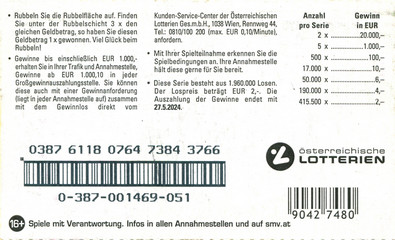 • Rubbeln Sie die Rubbelfläche auf. Finden
Sie unter der Rubbelschicht 3 x den
gleichen Geldbetrag, so haben Sie diesen
Geldbetrag 1 x gewonnen. Viel Glück beim
Rubbeln!
• Gewinne bis einschließlich EUR 1.000,-
erhalten Sie in Ihrer Trafik und Annahmestelle,
Gewinne ab EUR 1.000,10 in jeder
Großgewinnauszahlungsstelle. Sie können
diese auch mit einer Gewinnanforderung
(liegt in jeder Annahmestelle auf) zusammen
mit dem Gewinnlos direkt vom
Kunden-Service-Center der Österreichischen
Lotterien Ges.m.b.H., 1038 Wien, Rennweg 44,
Tel.: 0810/100 200 (max. EUR 0,10/Minute),
anfordern.
• Mit Ihrer Spielteilnahme erkennen Sie die
Spielbedingungen an. Ihre Annahmestelle
hält diese gerne für Sie bereit.
• Diese Serie besteht aus 1.960.000 Losen.
Der Lospreis beträgt EUR 2,-. Die
Auszahlung der Gewinne endet mit
27.5.2024.
Anzahl pro Serie Gewinn in EUR
2 x 20.000,–
5 x 1.000,–
500 x 100,–
17.000 x 10,–
50.000 x 6,–
190.000 x 4,–
415.500 x 2,–
0387 6118 0764 7384 3766
0-387-001469-051
österreichische
LOTTERIEN
9042 7480
16+ Spiele mit Verantwortung. Infos in allen Annahmestellen und auf smv.at